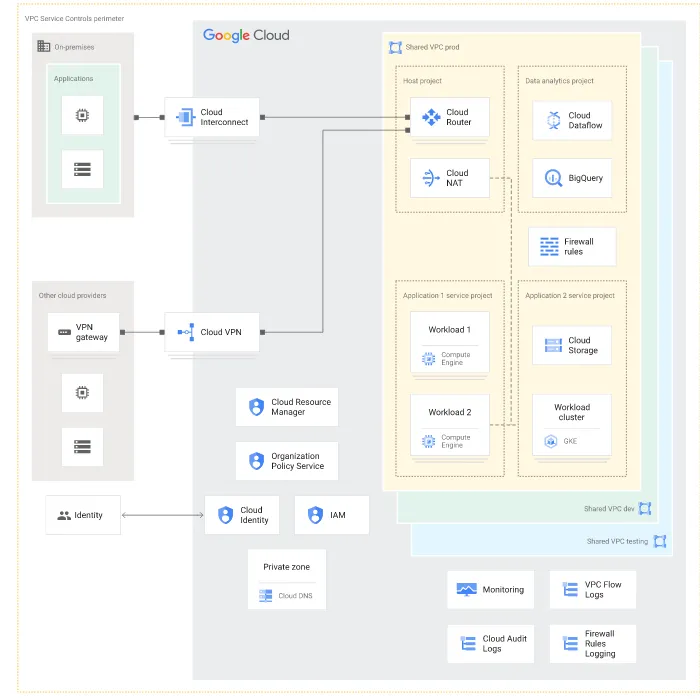 VPC Service Controls perimeter
On-premises
Applications
Google Cloud
Cloud
Interconnect
Shared VPC prod
Host project
Cloud
Router
Cloud
NAT
Data analytics project
Cloud
Dataflow
BigQuery
Firewall
rules
Other cloud providers
VPN
gateway
Cloud VPN
Application 1 service project
Workload 1
Compute
Engine
Workload 2
Compute
Engine
Application 2 service project
Cloud
Storage
Workload
cluster
GKE
Cloud Resource
Manager
Organization
Policy Service
Identity
Cloud
Identity
IAM
Shared VPC dev
Shared VPC testing
Private zone
Cloud DNS
Monitoring
VPC Flow
Logs
Cloud Audit
Logs
Firewall
Rules
Logging